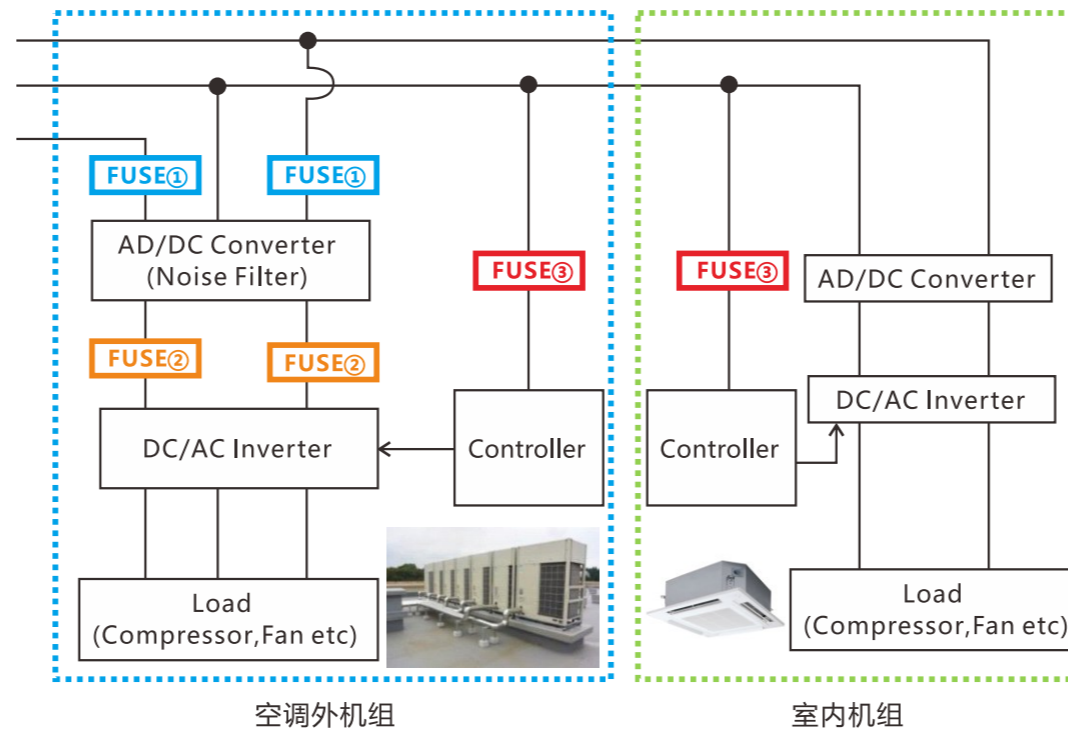 FUSE①
FUSE①
AD/DC Converter
(Noise Filter)
FUSE③
FUSE③
AD/DC Converter
FUSE②
FUSE②
DC/AC Inverter
Controller
Controller
DC/AC Inverter
Load
(Compressor,Fan etc)
Load
(Compressor,Fan etc)
空调外机组
室内机组